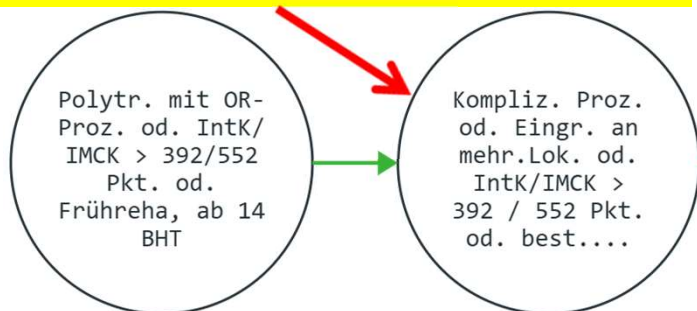 Polytr. mit OR-
Proz. od. IntK/
IMCK > 392/552
Pkt. od.
Frühreha, ab 14
BHT
Kompliz. Proz.
od. Eingr. an
mehr.Lok. od.
IntK/IMCK >
392 / 552 Pkt.
od. best....